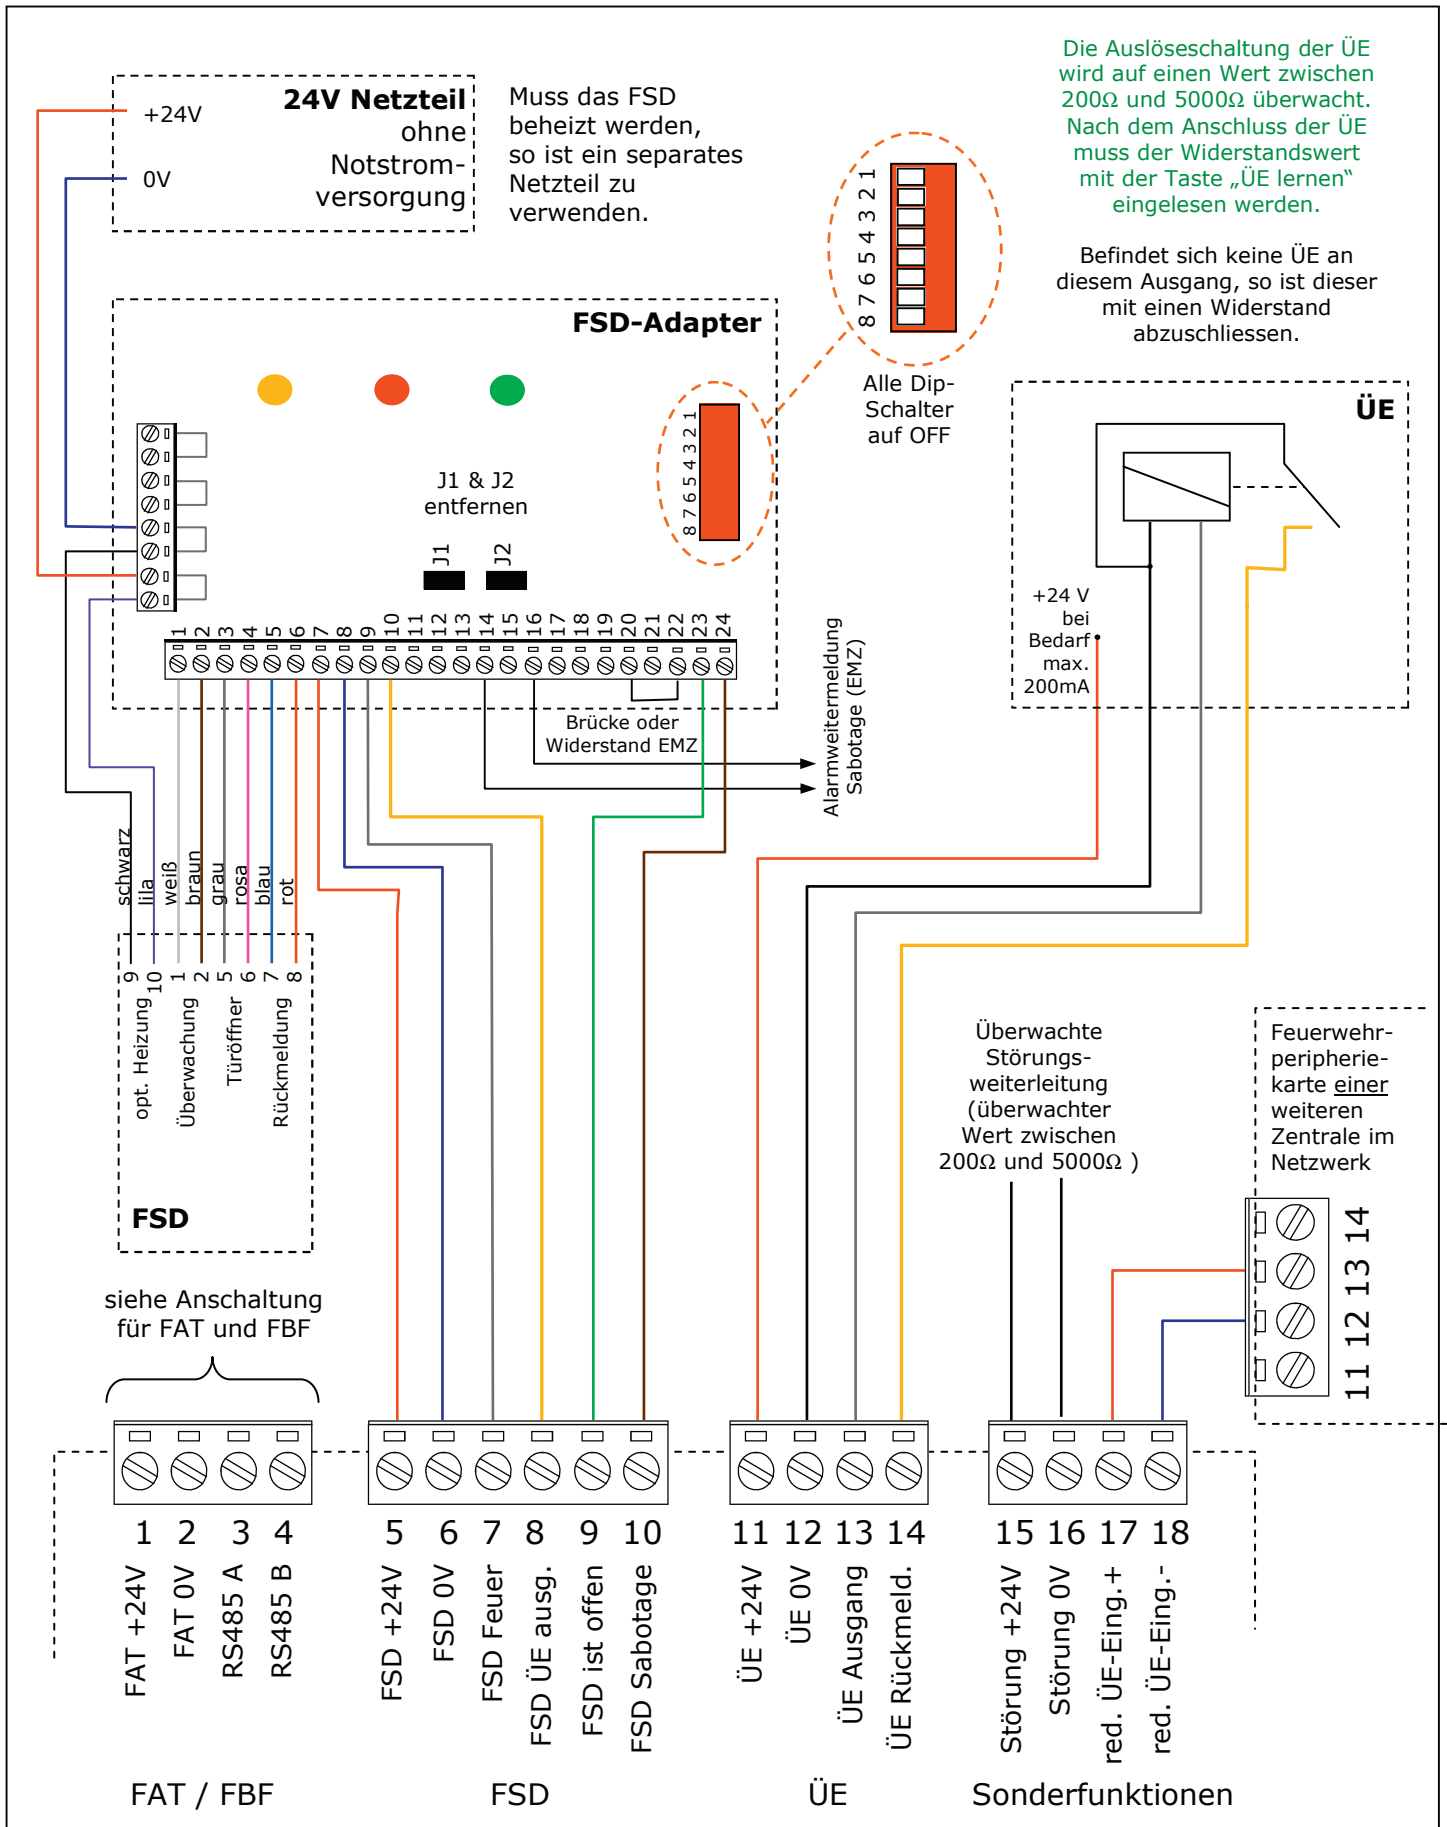 24V Netzteil
ohne
Notstrom-
versorgung
+24V
0V
Muss das FSD
beheizt werden,
so ist ein separates
Netzteil zu
verwenden.
Die Auslöseschaltung der ÜE
wird auf einen Wert zwischen
200Ω und 5000Ω überwacht.
Nach dem Anschluss der ÜE
muss der Widerstandswert
mit der Taste „ÜE lernen“
eingelesen werden.
Befindet sich keine ÜE an
diesem Ausgang, so ist dieser
mit einen Widerstand
abzuschliessen.
8 7 6 5 4 3 2 1
Alle Dip-
Schalter
auf OFF
FSD-Adapter
8 7 6 5 4 3 2 1
J1 & J2
entfernen
J1
J2
1 2 3 4 5 6 7 8 9 10 11 12 13 14 15 16 17 18 19 20 21 22 23 24
Brücke oder
Widerstand EMZ
Alarmweitermeldung
Sabotage (EMZ)
ÜE
+24 V
bei
Bedarf
max.
200mA
schwarz
lila
weiß
braun
grau
rosa
blau
rot
9 10 1 2 5 6 7 8
opt. Heizung
Überwachung
Türöffner
Rückmeldung
FSD
siehe Anschaltung
für FAT und FBF
Überwachte
Störungs-
weiterleitung
(überwachter
Wert zwischen
200Ω und 5000Ω )
Feuerwehr-
peripherie-
karte einer
weiteren
Zentrale im
Netzwerk
11 12 13 14
1 2 3 4
5 6 7 8 9 10
11 12 13 14
15 16 17 18
FAT +24V
FAT 0V
RS485 A
RS485 B
FSD +24V
FSD 0V
FSD Feuer
FSD ÜE ausg.
FSD ist offen
FSD Sabotage
ÜE +24V
ÜE 0V
ÜE Ausgang
ÜE Rückmeld.
Störung +24V
Störung 0V
red. ÜE-Eing.+
red. ÜE-Eing.-
FAT / FBF
FSD
ÜE
Sonderfunktionen